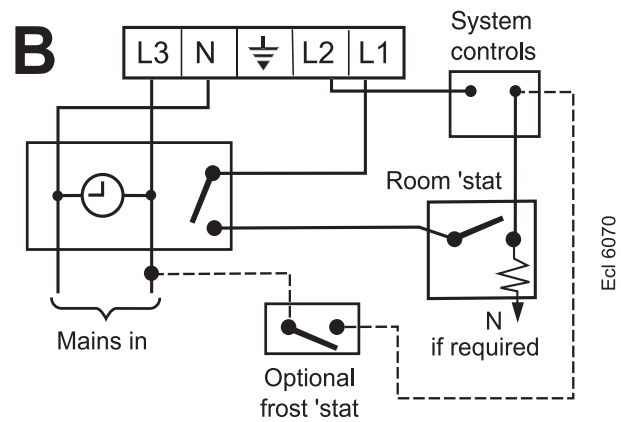 B
L3 N L2 L1
System
controls
Room 'stat
Mains in
N
if required
Optional
frost 'stat
Ecl 6070